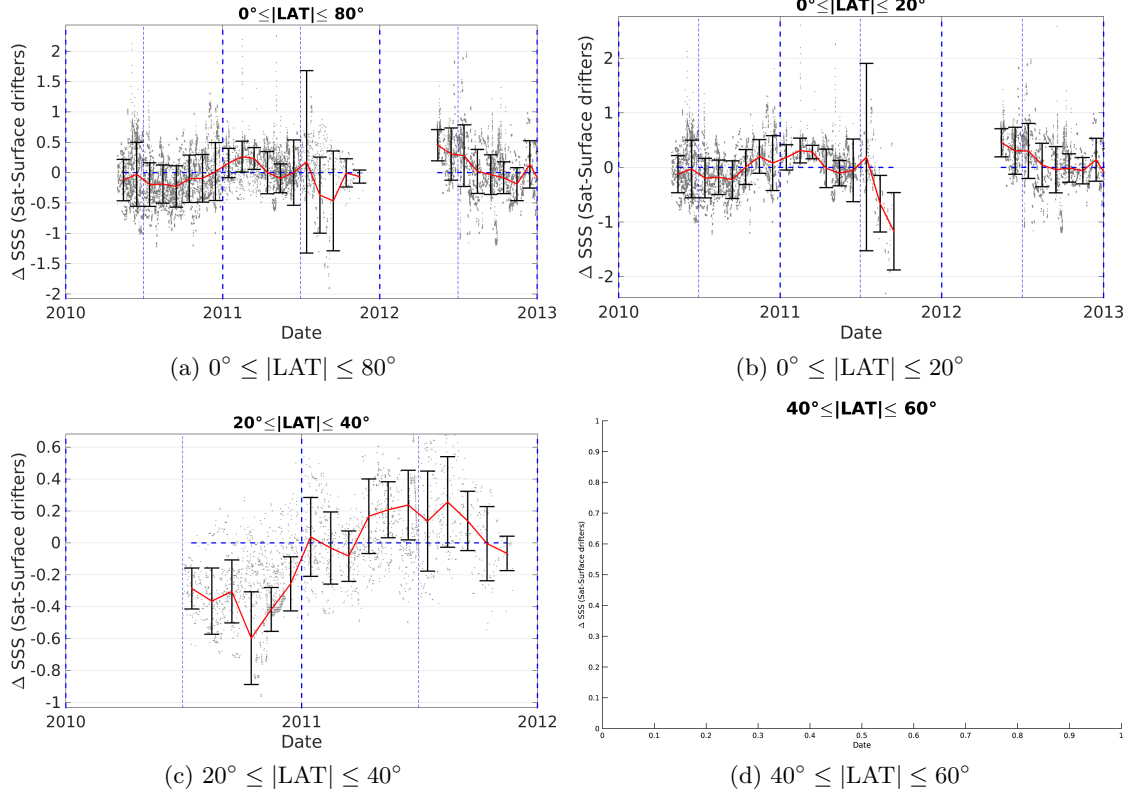 0°≤|LAT|≤ 80°
Δ SSS (Sat-Surface drifters)
2
1.5
1
0.5
0
-0.5
-1
-1.5
-2
2010 2011 2012 2013
Date
(a) 0° ≤ |LAT| ≤ 80°
0°≤|LAT|≤ 20°
Δ SSS (Sat-Surface drifters)
2
1
0
-1
-2
2010 2011 2012 2013
Date
(b) 0° ≤ |LAT| ≤ 20°
20°≤|LAT|≤ 40°
Δ SSS (Sat-Surface drifters)
0.6
0.4
0.2
0
-0.2
-0.4
-0.6
-0.8
-1
2010 2011 2012
Date
(c) 20° ≤ |LAT| ≤ 40°
40°≤|LAT|≤ 60°
Δ SSS (Sat-Surface drifters)
1
0.9
0.8
0.7
0.6
0.5
0.4
0.3
0.2
0.1
0
0 0.1 0.2 0.3 0.4 0.5 0.6 0.7 0.8 0.9 1
Date
(d) 40° ≤ |LAT| ≤ 60°